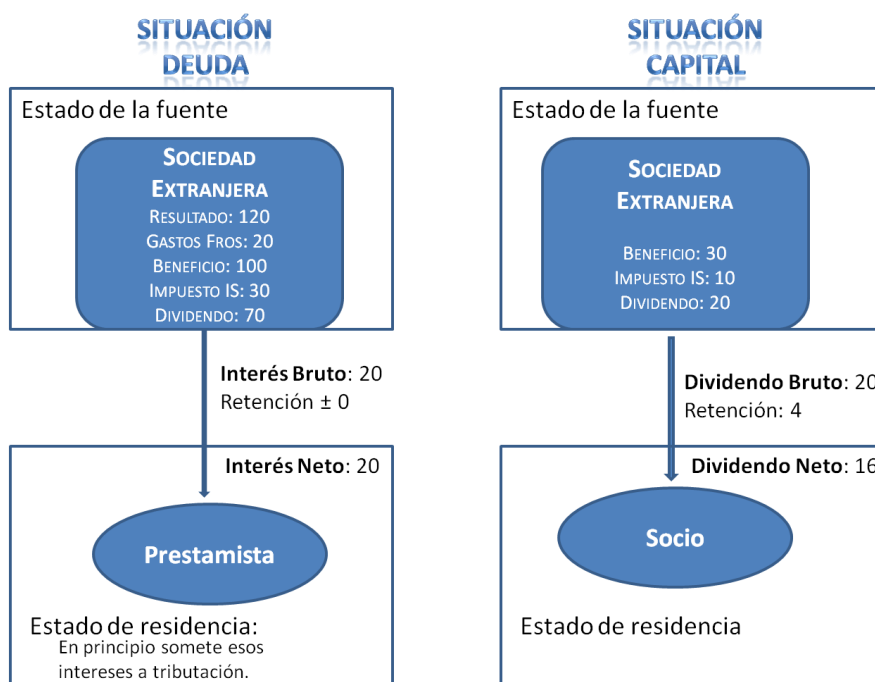 SITUACIÓN
DEUDA
Estado de la fuente
SOCIEDAD
EXTRANJERA
RESULTADO: 120
GASTOS FROS: 20
BENEFICIO: 100
IMPUESTO IS: 30
DIVIDENDO: 70
Interés Bruto: 20
Retención ± 0
Interés Neto: 20
Prestamista
Estado de residencia:
En principio somete esos
intereses a tributación.
SITUACIÓN
CAPITAL
Estado de la fuente
SOCIEDAD
EXTRANJERA
BENEFICIO: 30
IMPUESTO IS: 10
DIVIDENDO: 20
Dividendo Bruto: 20
Retención: 4
Dividendo Neto: 16
Socio
Estado de residencia